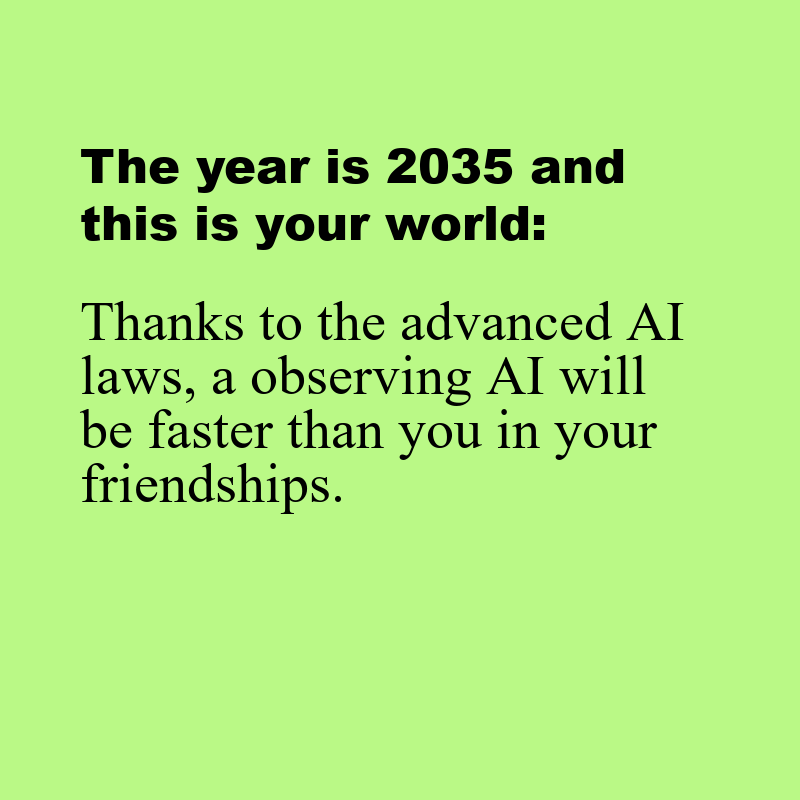 The year is 2035 and
this is your world:
Thanks to the advanced AI
laws, a observing AI will
be faster than you in your
friendships.